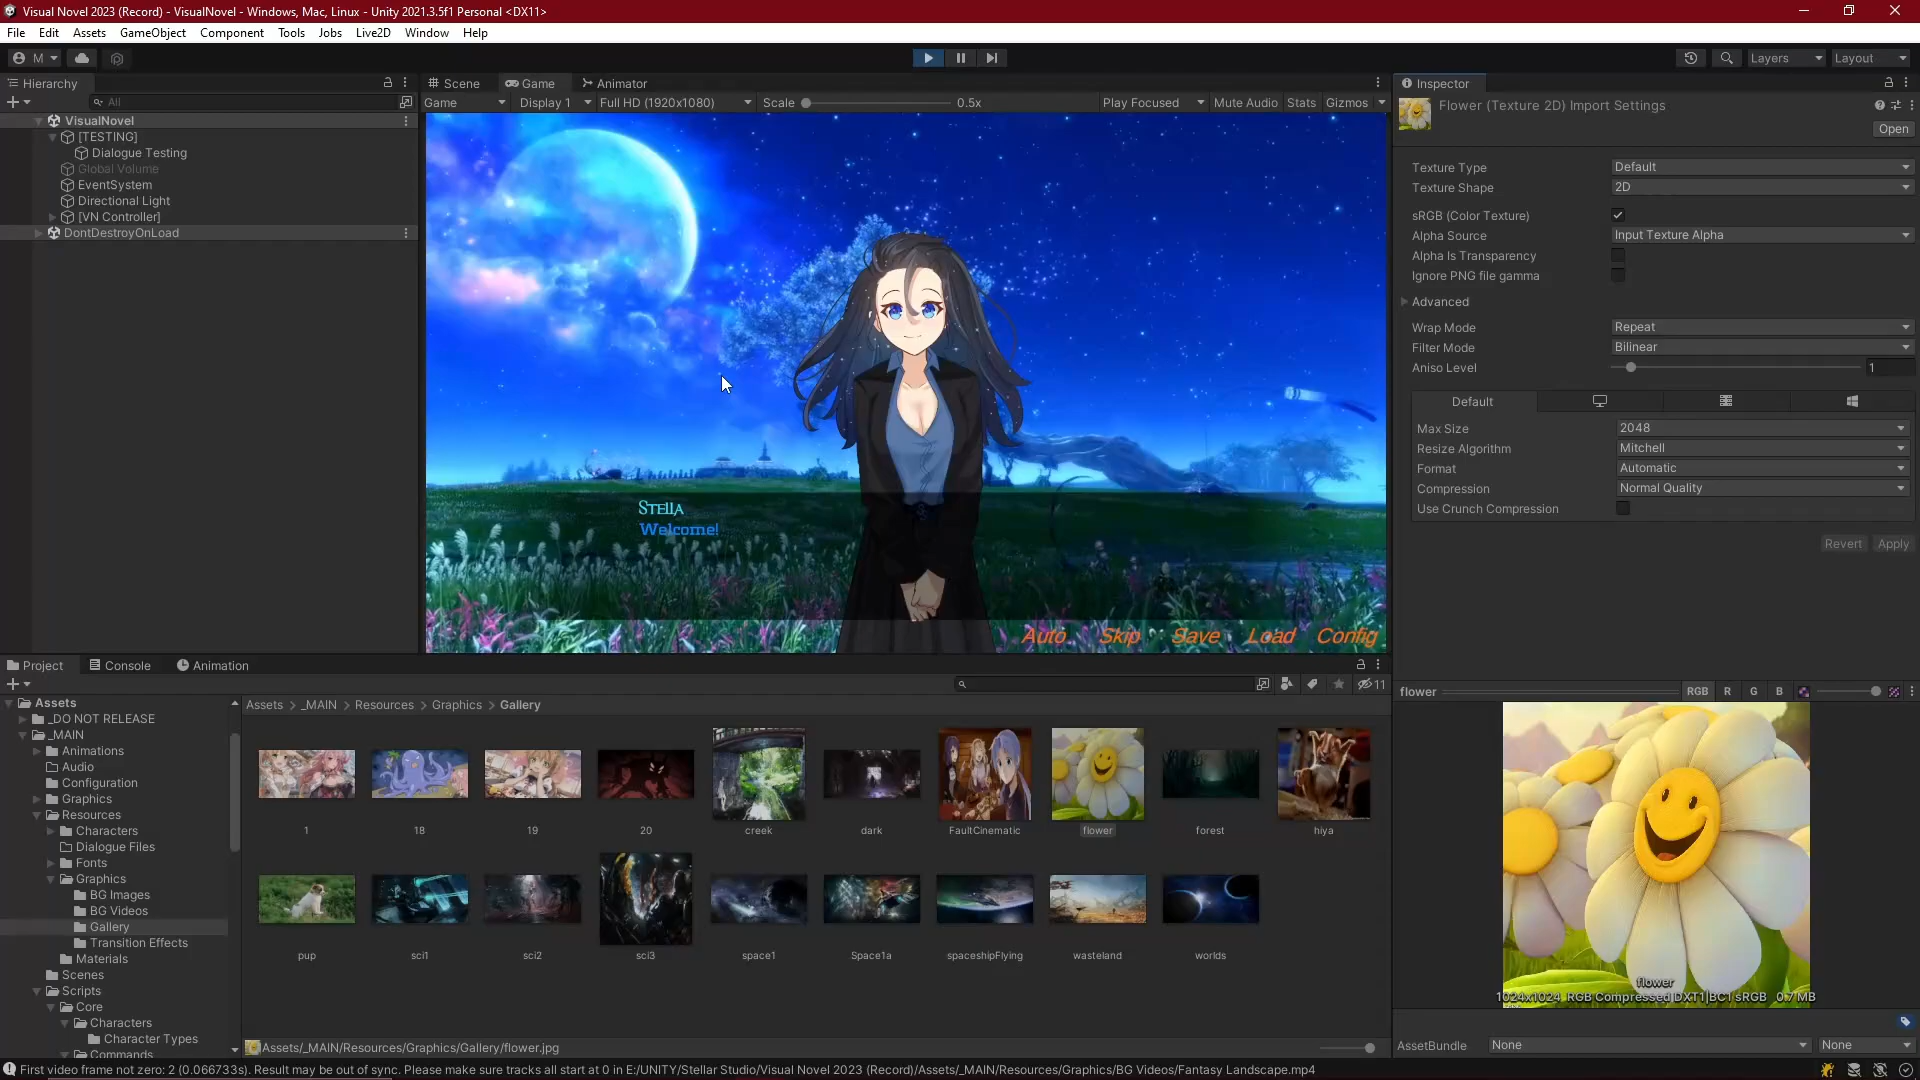 Visual Novel 2023 (Record) - VisualNovel - Windows, Mac, Linux - Unity 2021.3.5f1 Personal <DX11>
File Edit Assets GameObject Component Tools Jobs Live2D Window Help
M Layers Layout
Hierarchy
All
VisualNovel
[TESTING]
Dialogue Testing
Global Volume
EventSystem
Directional Light
[VN Controller]
DontDestroyOnLoad
Scene Game Animator
Game Display 1 Full HD (1920x1080) Scale 0.5x Play Focused Mute Audio Stats Gizmos
Stella
Welcome!
Auto Skip Save Load Config
Inspector
Flower (Texture 2D) Import Settings
Open
Texture Type Default
Texture Shape 2D
sRGB (Color Texture)
Alpha Source Input Texture Alpha
Alpha Is Transparency
Ignore PNG file gamma
Advanced
Wrap Mode Repeat
Filter Mode Bilinear
Aniso Level 1
Default
Max Size 2048
Resize Algorithm Mitchell
Format Automatic
Compression Normal Quality
Use Crunch Compression
Revert Apply
Project Console Animation
11
Assets
_DO NOT RELEASE
_MAIN
Animations
Audio
Configuration
Graphics
Resources
Characters
Dialogue Files
Fonts
Graphics
BG Images
BG Videos
Gallery
Transition Effects
Materials
Scenes
Scripts
Core
Characters
Character Types
Commands
Assets > _MAIN > Resources > Graphics > Gallery
1 18 19 20 creek dark FaultCinematic flower forest hiya
pup sci1 sci2 sci3 space1 Space1a spaceshipFlying wasteland worlds
Assets/_MAIN/Resources/Graphics/Gallery/flower.jpg
flower RGB R G B
flower
1024x1024 RGB Compressed DXT1|BC1 sRGB 0.7 MB
AssetBundle None None
First video frame not zero: 2 (0.066733s). Result may be out of sync. Please make sure tracks all start at 0 in E:/UNITY/Stellar Studio/Visual Novel 2023 (Record)/Assets/_MAIN/Resources/Graphics/BG Videos/Fantasy Landscape.mp4